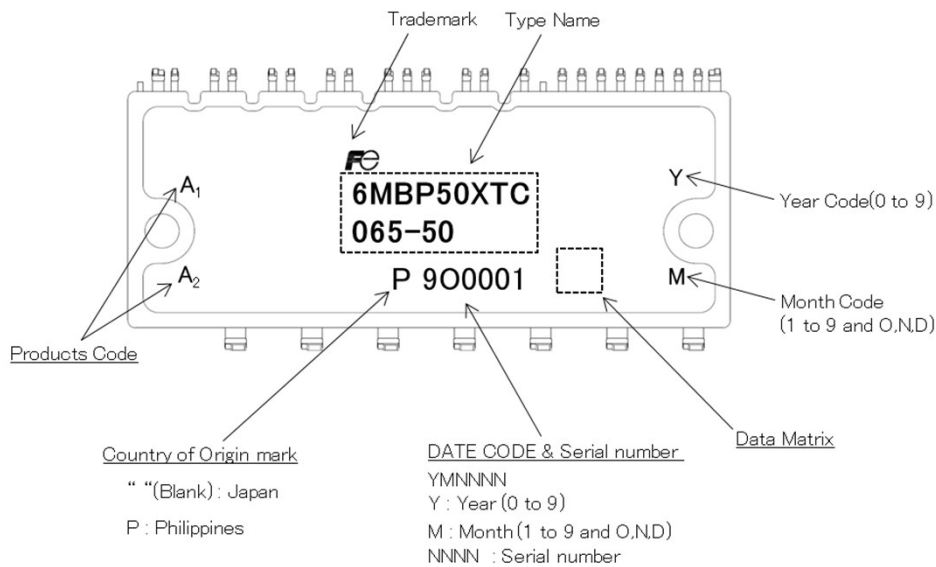 Trademark
Type Name
Fe
6MBP50XTC
065-50
A1
Y
Year Code(0 to 9)
A2
P 9O0001
M
Month Code
(1 to 9 and O,N,D)
Products Code
Country of Origin mark
“ “(Blank) : Japan
P : Philippines
DATE CODE & Serial number
YMNNNN
Y : Year (0 to 9)
M : Month (1 to 9 and O,N,D)
NNNN : Serial number
Data Matrix